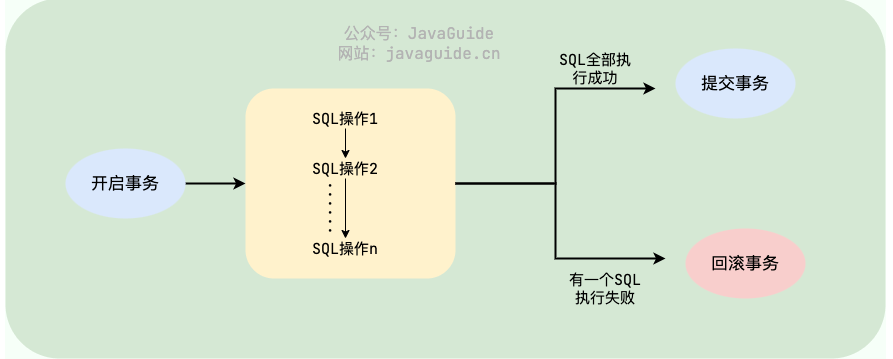 公众号：JavaGuide
网站：javaguide.cn
开启事务
SQL操作1
SQL操作2
SQL操作n
SQL全部执
行成功
提交事务
有一个SQL
执行失败
回滚事务